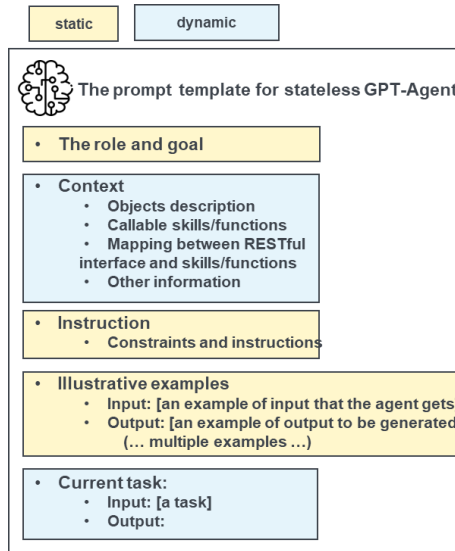 static
dynamic
The prompt template for stateless GPT-Agent
• The role and goal
• Context
• Objects description
• Callable skills/functions
• Mapping between RESTful
interface and skills/functions
• Other information
• Instruction
• Constraints and instructions
• Illustrative examples
• Input: [an example of input that the agent gets
• Output: [an example of output to be generated
(... multiple examples ...)
• Current task:
• Input: [a task]
• Output: